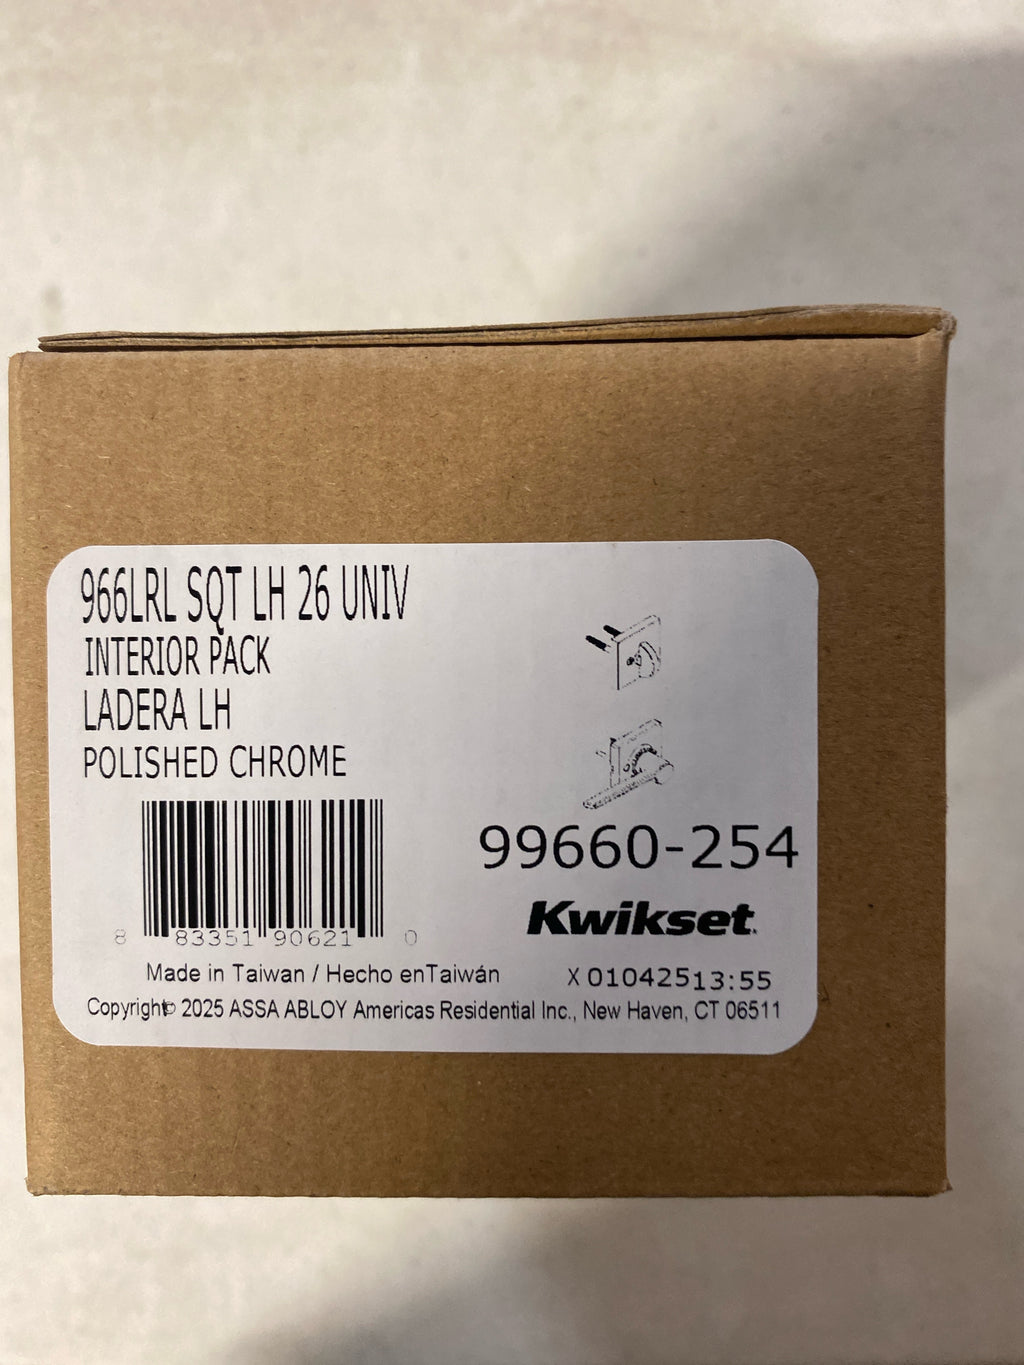 966LRL SQT LH 26 UNIV
INTERIOR PACK
LADERA LH
POLISHED CHROME
99660-254
Kwikset
8 83351 90621 0
Made in Taiwan / Hecho enTaiwán
X 01042513:55
Copyright© 2025 ASSA ABLOY Americas Residential Inc., New Haven, CT 06511